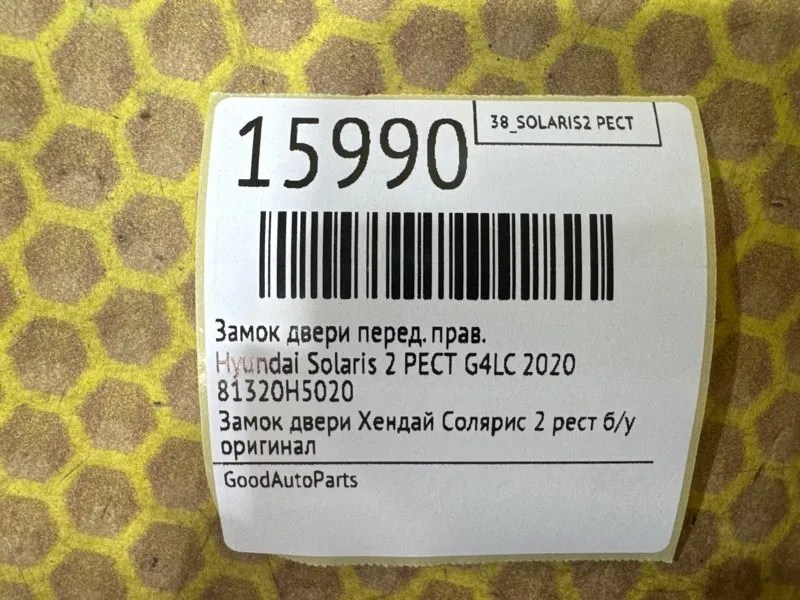 15990
38_SOLARIS2 РЕСТ
Замок двери перед. прав.
Hyundai Solaris 2 РЕСТ G4LC 2020
81320H5020
Замок двери Хендай Солярис 2 рест б/у
оригинал
GoodAutoParts